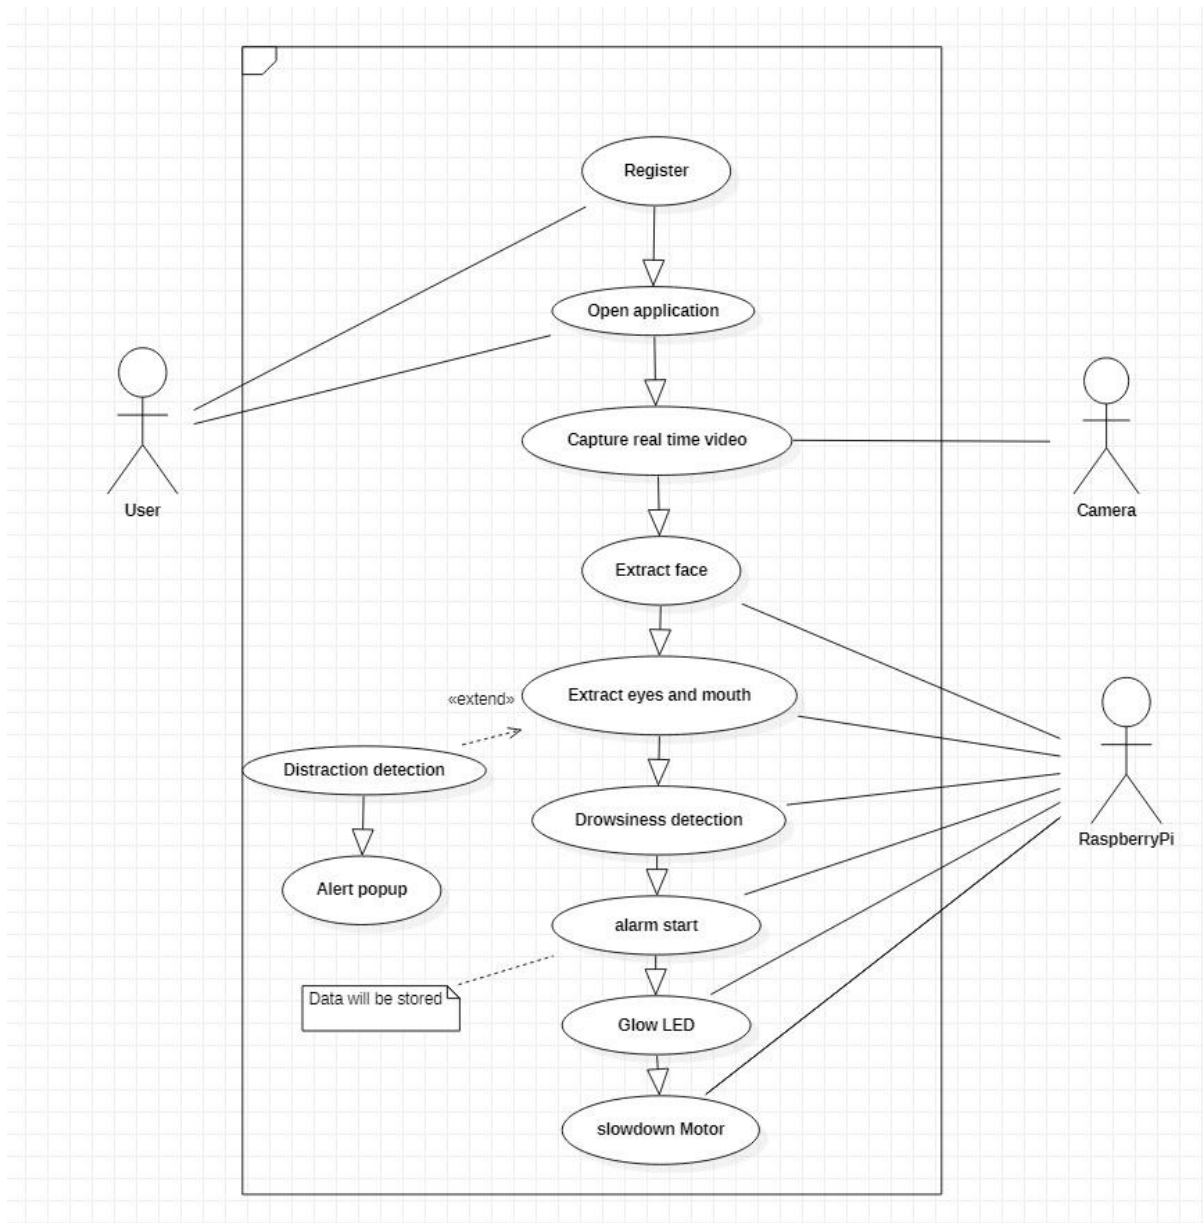 Register
Open application
Capture real time video
User
Camera
Extract face
«extend»
Extract eyes and mouth
Distraction detection
Drowsiness detection
RaspberryPi
Alert popup
alarm start
Data will be stored
Glow LED
slowdown Motor